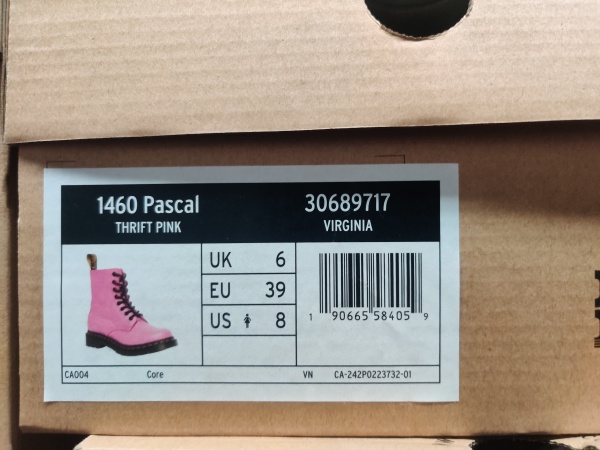 1460 Pascal
THRIFT PINK
30689717
VIRGINIA
UK 6
EU 39
US 8
1 90665 58405 9
CA004 Core VN CA-242P0223732-01